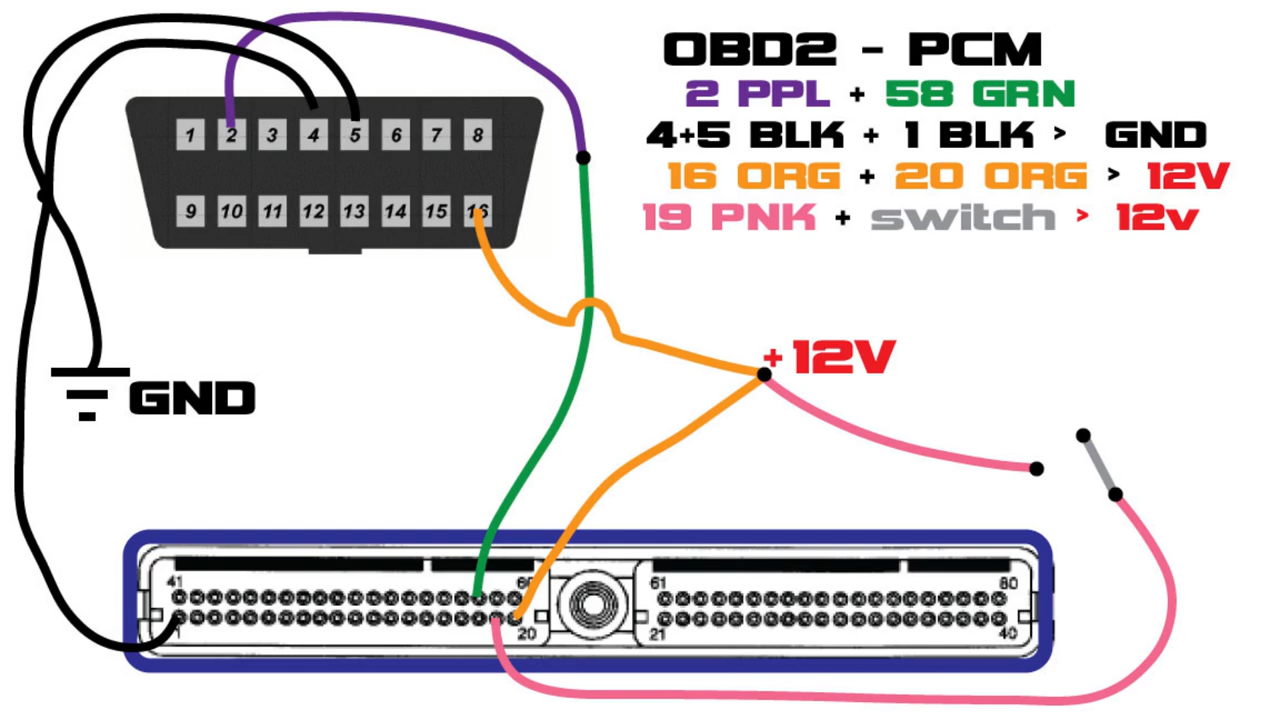 OBD2 - PCM
2 PPL + 58 GRN
4+5 BLK + 1 BLK > GND
16 ORG + 20 ORG > 12V
19 PNK + switch > 12v
1 2 3 4 5 6 7 8
9 10 11 12 13 14 15 16
+ 12V
GND
41 60 61 80
1 20 21 40